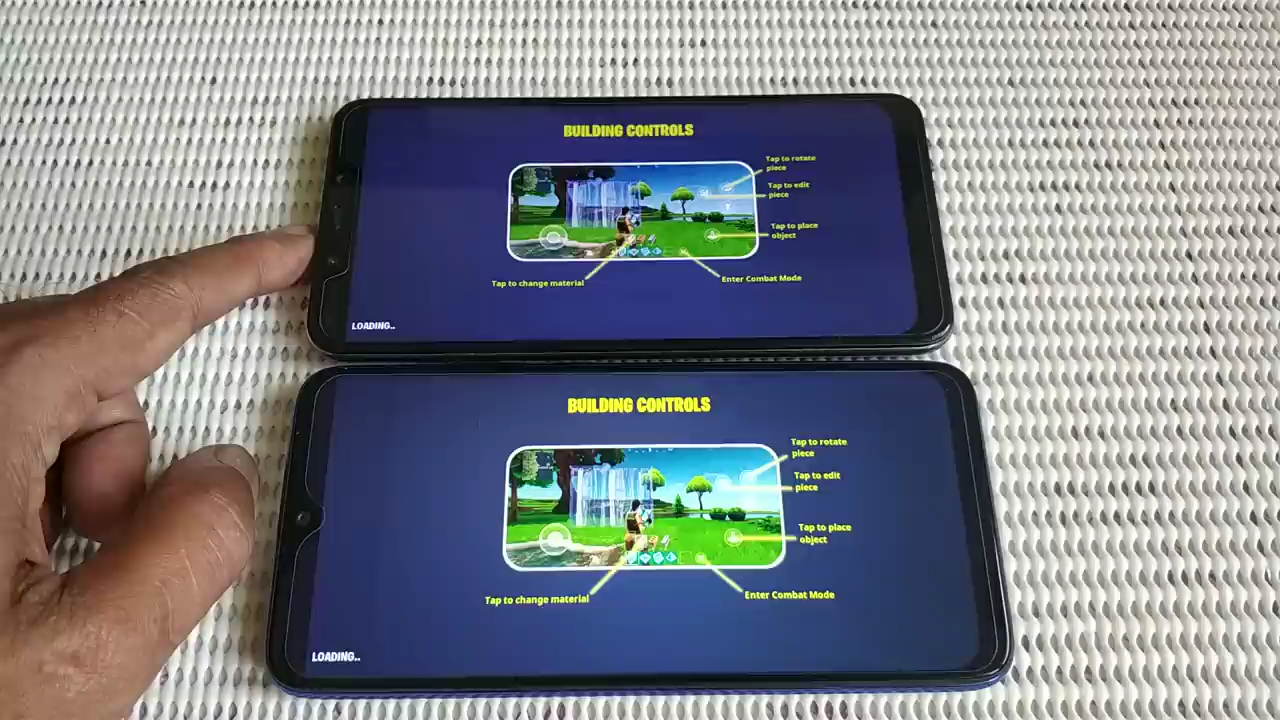 BUILDING CONTROLS
Tap to rotate
piece
Tap to edit
piece
Tap to place
object
Tap to change material
Enter Combat Mode
LOADING..
BUILDING CONTROLS
Tap to rotate
piece
Tap to edit
piece
Tap to place
object
Tap to change material
Enter Combat Mode
LOADING..